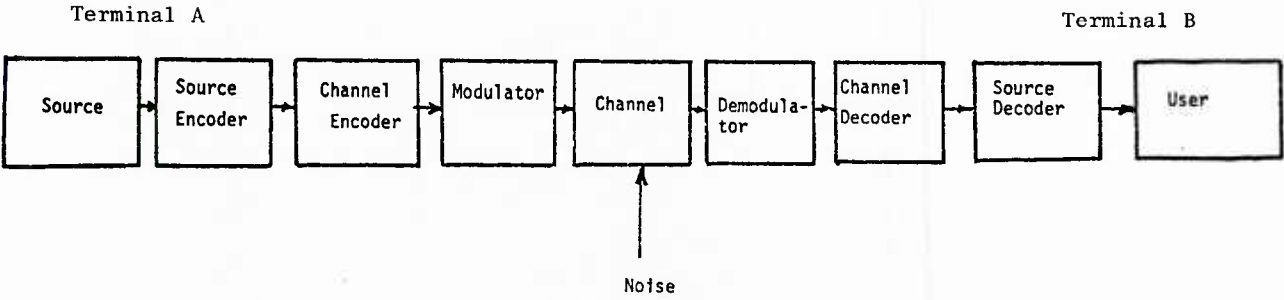 Terminal A
Terminal B
Source
Source
Encoder
Channel
Encoder
Modulator
Channel
Demodula-
tor
Channel
Decoder
Source
Decoder
User
Noise